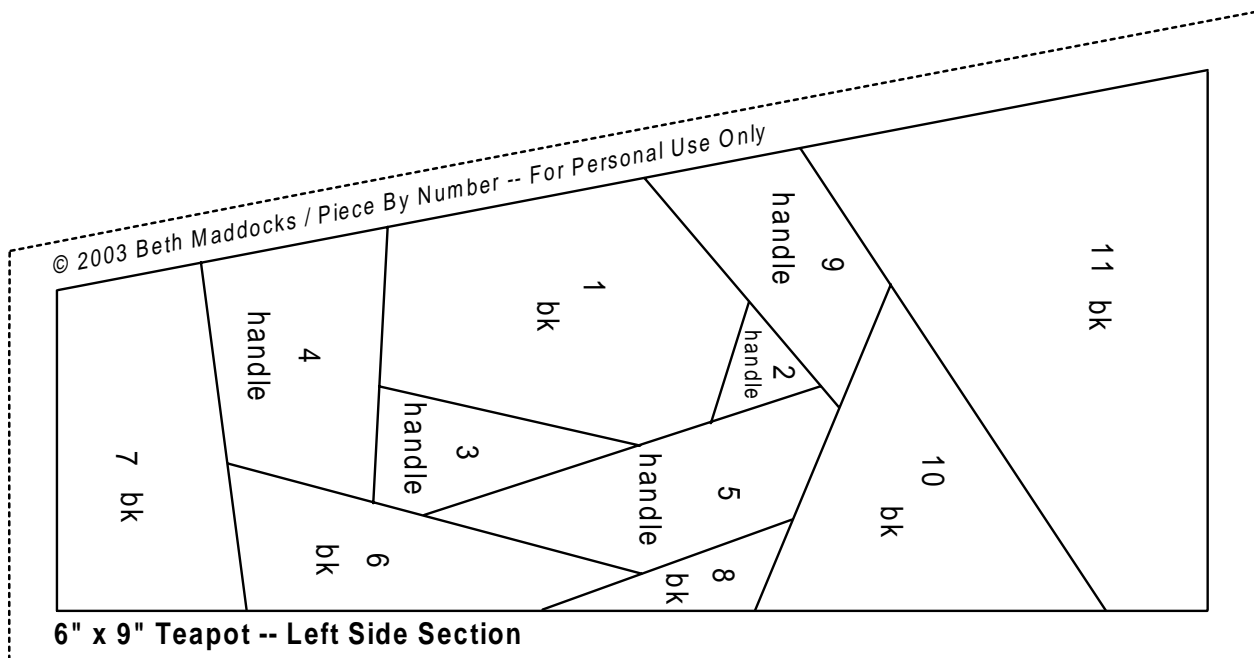 © 2003 Beth Maddocks / Piece By Number -- For Personal Use Only
1
bk
2
handle
3
handle
4
handle
5
handle
6
bk
7
bk
8
bk
9
handle
10
bk
11
bk
6" x 9" Teapot -- Left Side Section